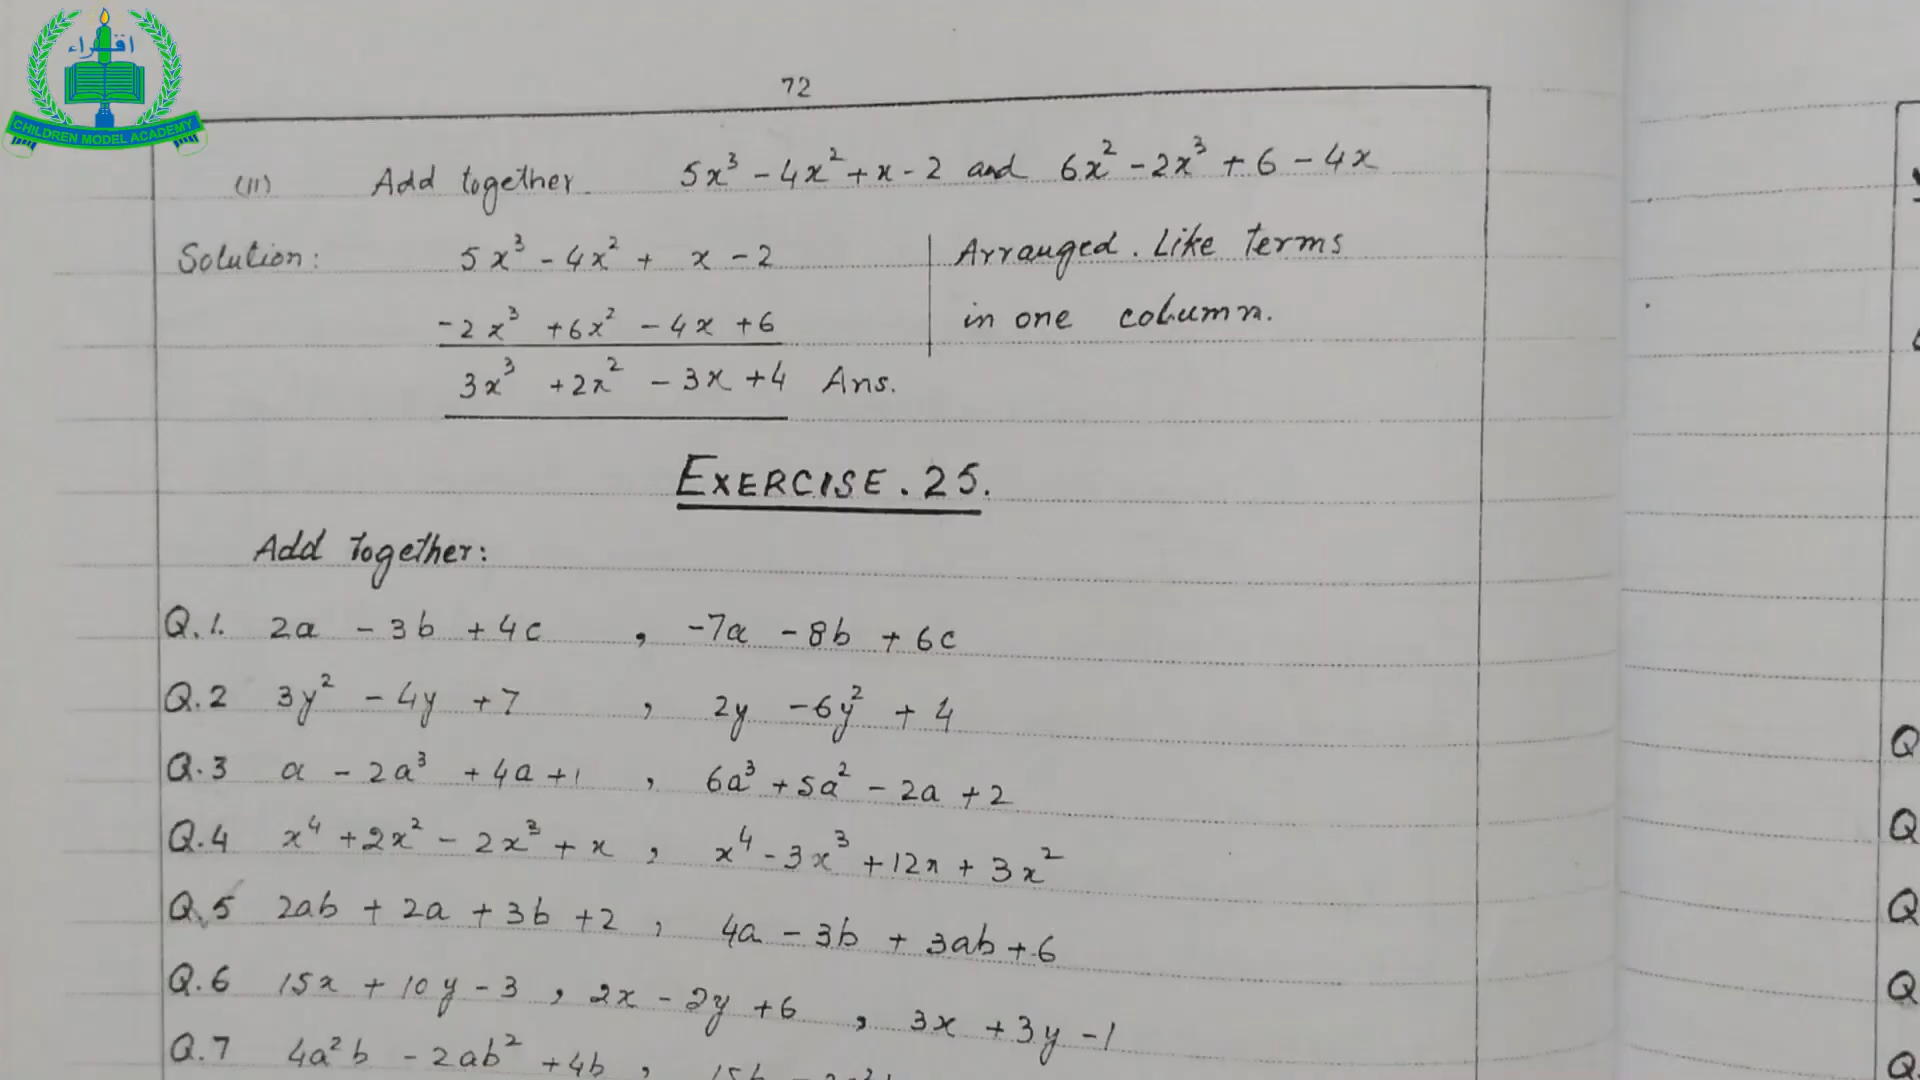 اقراء
CHILDREN MODEL ACADEMY
72
(11) Add together. 5x³ - 4x² + x - 2 and 6x² - 2x³ + 6 - 4x
Solution: 5x³ - 4x² + x - 2 Arranged. Like terms
-2x³ + 6x² - 4x + 6 in one column.
3x³ + 2x² - 3x + 4 Ans.
EXERCISE. 25.
Add together:
Q.1. 2a - 3b + 4c , -7a - 8b + 6c
Q.2 3y² - 4y + 7 , 2y - 6y² + 4
Q.3 a - 2a³ + 4a + 1 , 6a³ + 5a² - 2a + 2
Q.4 x⁴ + 2x² - 2x³ + x , x⁴ - 3x³ + 12x + 3x²
Q.5 2ab + 2a + 3b + 2 , 4a - 3b + 3ab + 6
Q.6 15x + 10y - 3 , 2x - 2y + 6 , 3x + 3y - 1
Q.7 4a²b - 2ab² + 4b ,
Q
Q
Q
Q
Q.